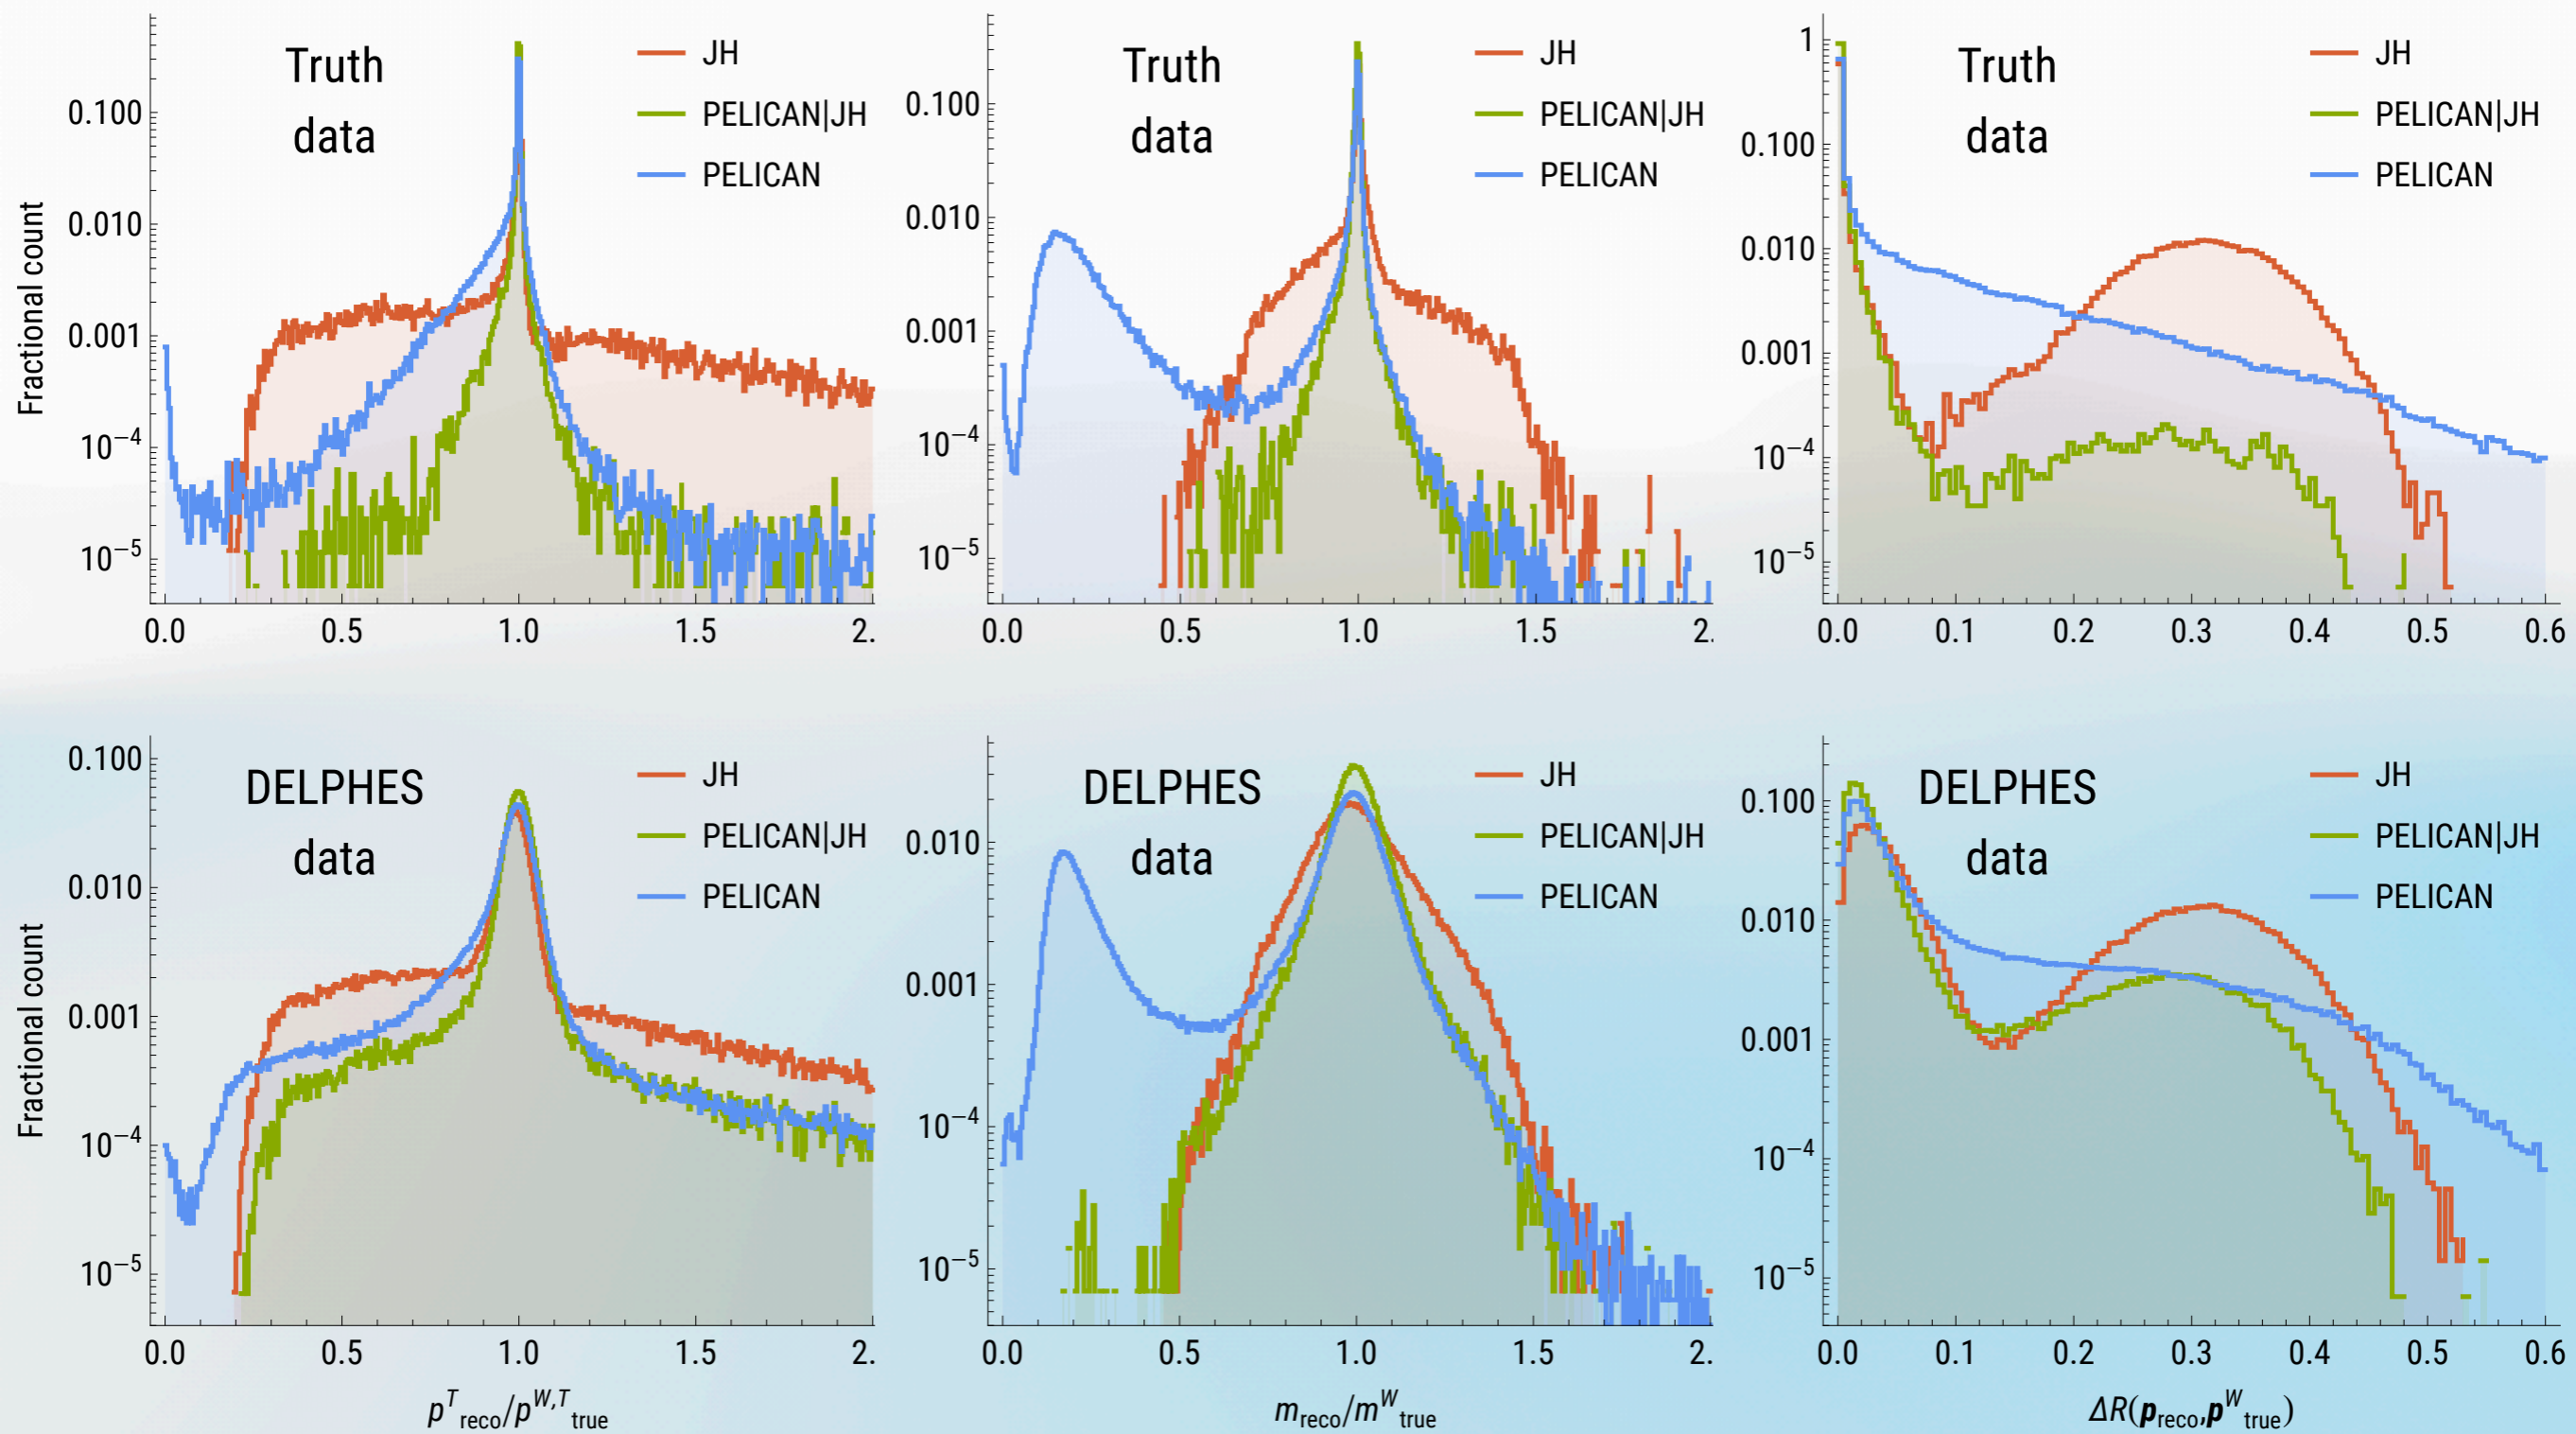 Truth
data
JH
PELICAN|JH
PELICAN
Fractional count
0.100
0.010
0.001
10−4
10−5
0.0 0.5 1.0 1.5 2.
Truth
data
JH
PELICAN|JH
PELICAN
0.100
0.010
0.001
10−4
10−5
0.0 0.5 1.0 1.5 2.
Truth
data
JH
PELICAN|JH
PELICAN
1
0.100
0.010
0.001
10−4
10−5
0.0 0.1 0.2 0.3 0.4 0.5 0.6
DELPHES
data
JH
PELICAN|JH
PELICAN
Fractional count
0.100
0.010
0.001
10−4
10−5
0.0 0.5 1.0 1.5 2.
pTreco/pW,Ttrue
DELPHES
data
JH
PELICAN|JH
PELICAN
0.010
0.001
10−4
10−5
0.0 0.5 1.0 1.5 2.
mreco/mWtrue
DELPHES
data
JH
PELICAN|JH
PELICAN
0.100
0.010
0.001
10−4
10−5
0.0 0.1 0.2 0.3 0.4 0.5 0.6
ΔR(preco,pWtrue)